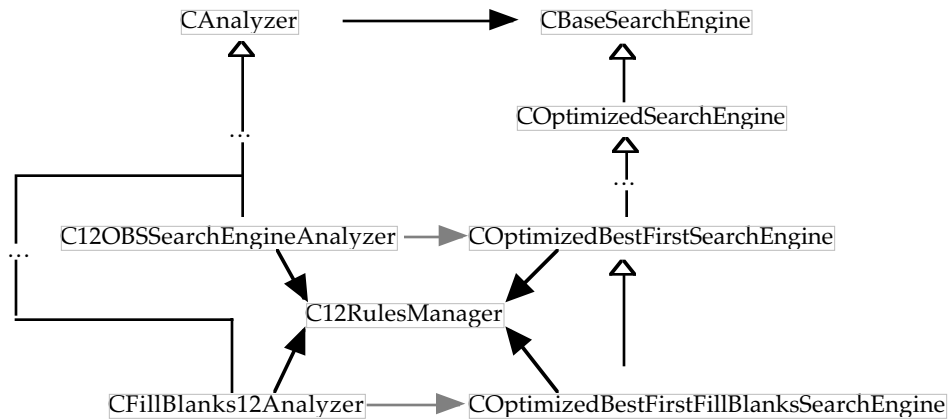 CAnalyzer
CBaseSearchEngine
COptimizedSearchEngine
...
...
C12OBSSearchEngineAnalyzer
COptimizedBestFirstSearchEngine
...
C12RulesManager
CFillBlanks12Analyzer
COptimizedBestFirstFillBlanksSearchEngine